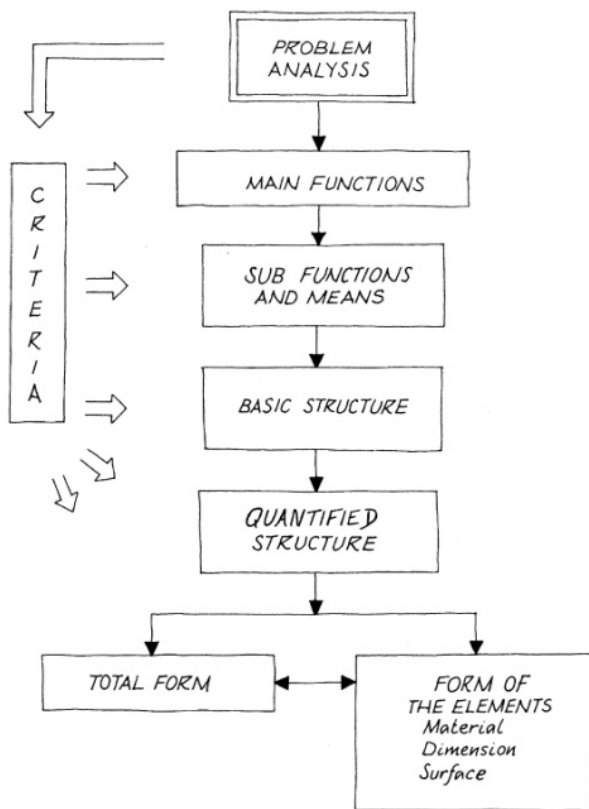 PROBLEM
ANALYSIS
CRITERIA
MAIN FUNCTIONS
SUB FUNCTIONS
AND MEANS
BASIC STRUCTURE
QUANTIFIED
STRUCTURE
TOTAL FORM
FORM OF
THE ELEMENTS
Material
Dimension
Surface